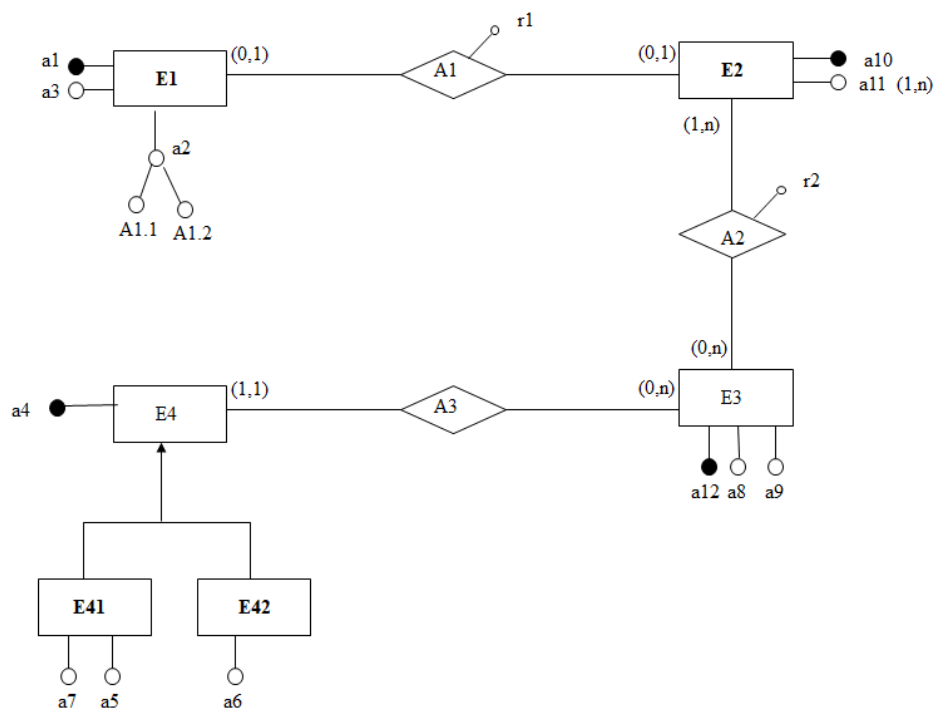 r1
a1
(0,1)
A1
(0,1)
E1
E2
a10
a3
a11 (1,n)
(1,n)
a2
r2
A1.1
A1.2
A2
(0,n)
(1,1)
(0,n)
a4
E4
A3
E3
a12
a8
a9
E41
E42
a7
a5
a6